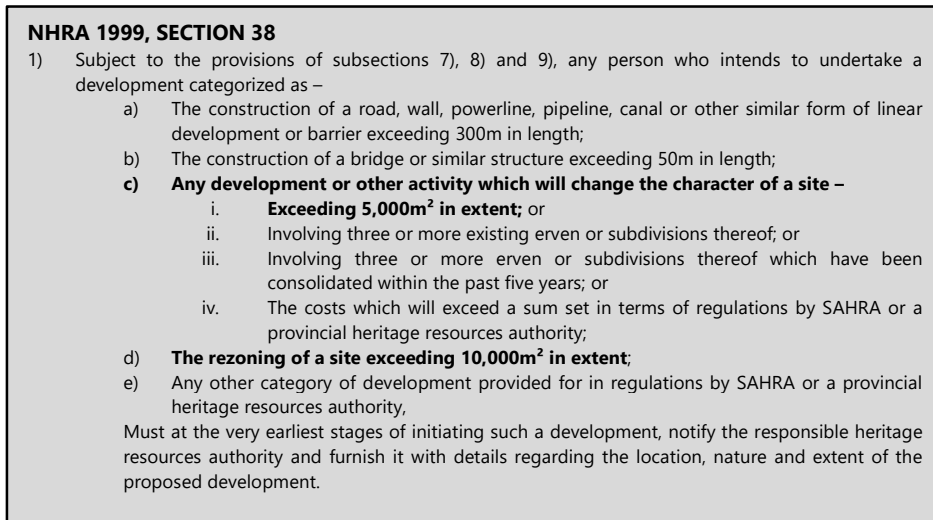 NHRA 1999, SECTION 38
1) Subject to the provisions of subsections 7), 8) and 9), any person who intends to undertake a
development categorized as –
a) The construction of a road, wall, powerline, pipeline, canal or other similar form of linear
development or barrier exceeding 300m in length;
b) The construction of a bridge or similar structure exceeding 50m in length;
c) Any development or other activity which will change the character of a site –
i. Exceeding 5,000m² in extent; or
ii. Involving three or more existing erven or subdivisions thereof; or
iii. Involving three or more erven or subdivisions thereof which have been
consolidated within the past five years; or
iv. The costs which will exceed a sum set in terms of regulations by SAHRA or a
provincial heritage resources authority;
d) The rezoning of a site exceeding 10,000m² in extent;
e) Any other category of development provided for in regulations by SAHRA or a provincial
heritage resources authority,
Must at the very earliest stages of initiating such a development, notify the responsible heritage
resources authority and furnish it with details regarding the location, nature and extent of the
proposed development.